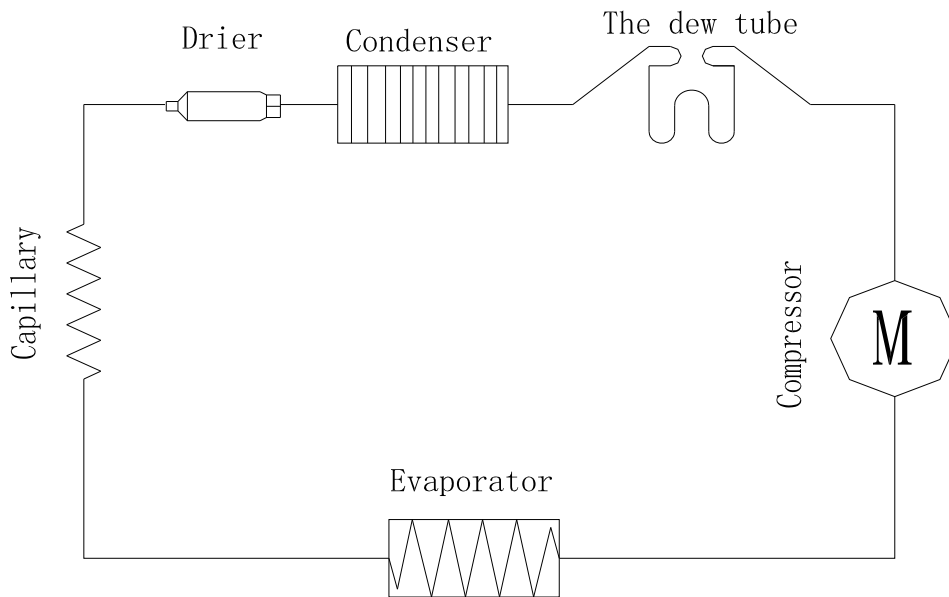 The dew tube
Drier
Condenser
Capillary
Compressor
M
Evaporator